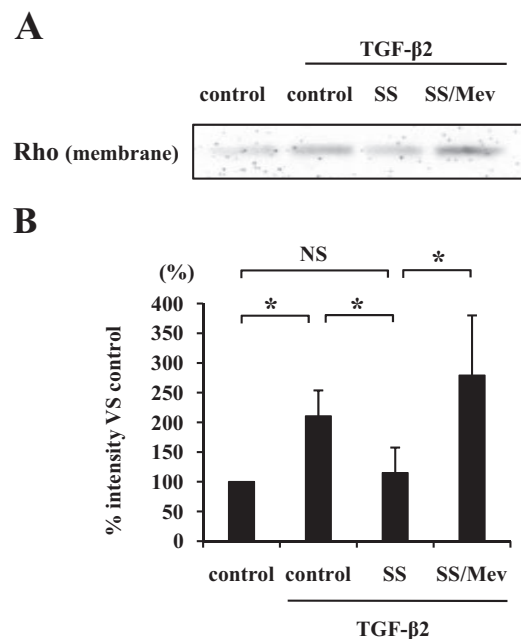 A
TGF-β2
control control SS SS/Mev
Rho (membrane)
B
NS
(%)
*
* *
400
350
300
250
200
150
100
50
0
% intensity VS control
control control SS SS/Mev
TGF-β2